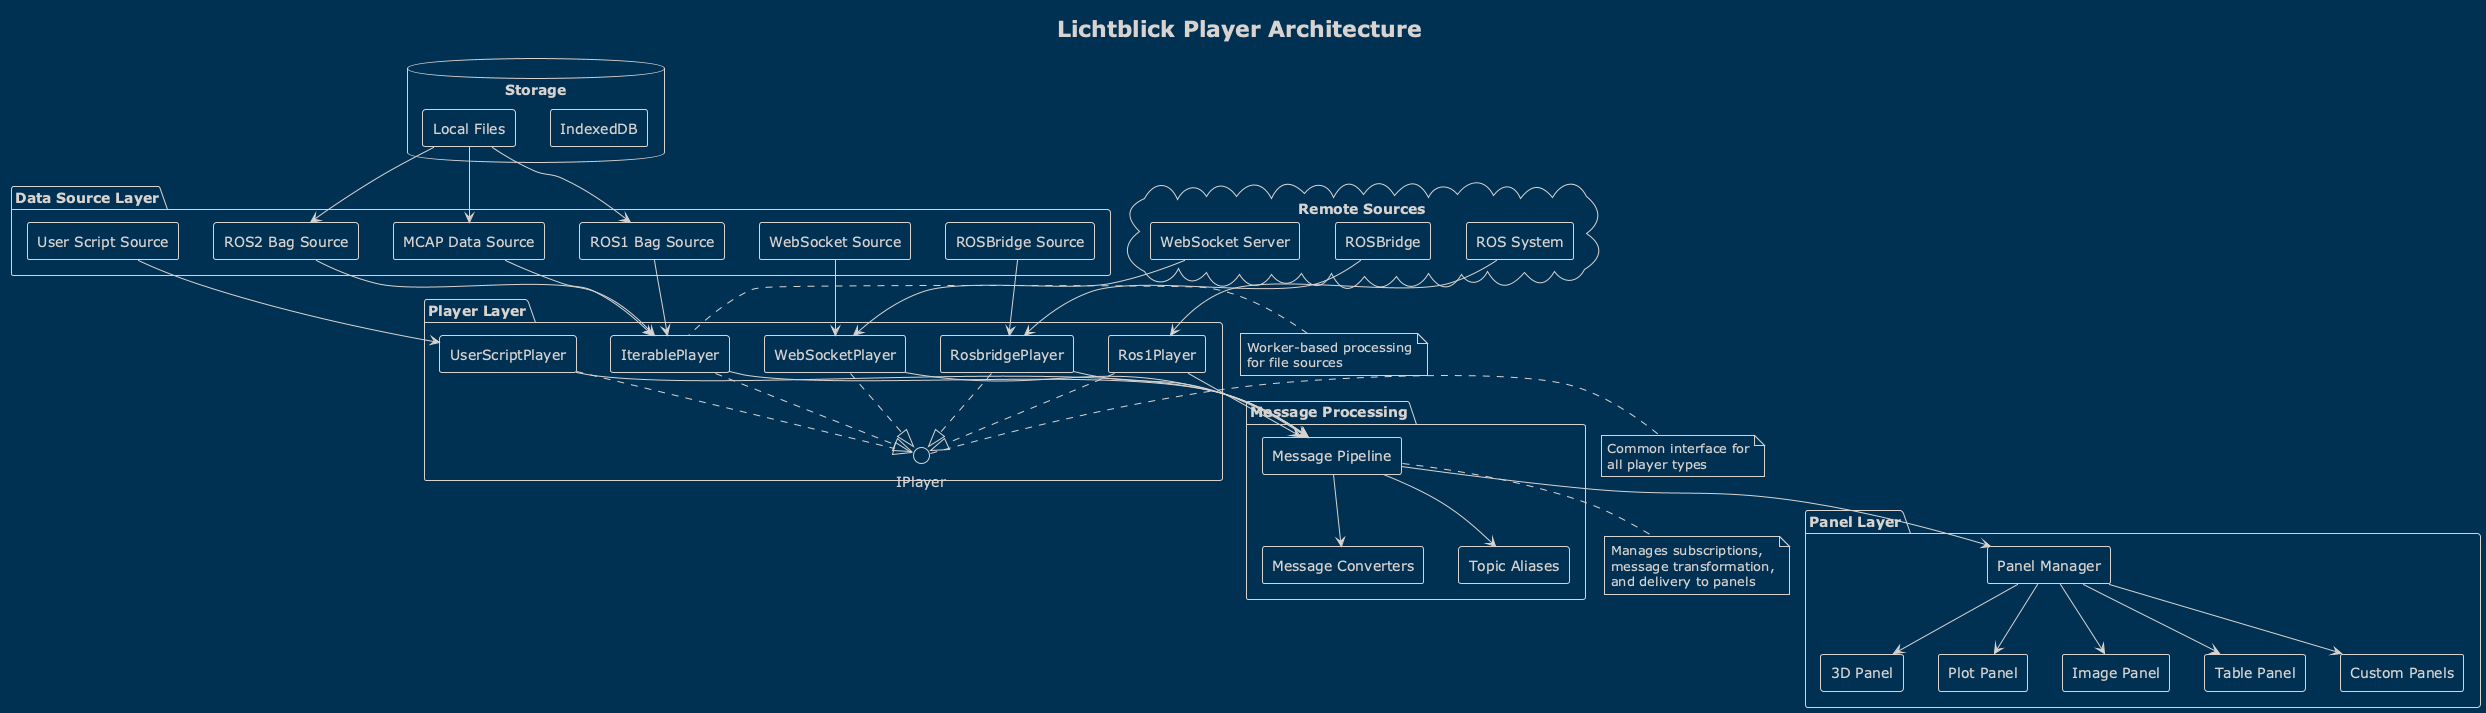 Lichtblick Player Architecture
Storage
Local Files
IndexedDB
Data Source Layer
User Script Source
ROS2 Bag Source
MCAP Data Source
ROS1 Bag Source
WebSocket Source
ROSBridge Source
Remote Sources
WebSocket Server
ROSBridge
ROS System
Player Layer
UserScriptPlayer
IterablePlayer
WebSocketPlayer
RosbridgePlayer
Ros1Player
IPlayer
Worker-based processing
for file sources
Message Processing
Message Pipeline
Message Converters
Topic Aliases
Common interface for
all player types
Manages subscriptions,
message transformation,
and delivery to panels
Panel Layer
Panel Manager
3D Panel
Plot Panel
Image Panel
Table Panel
Custom Panels